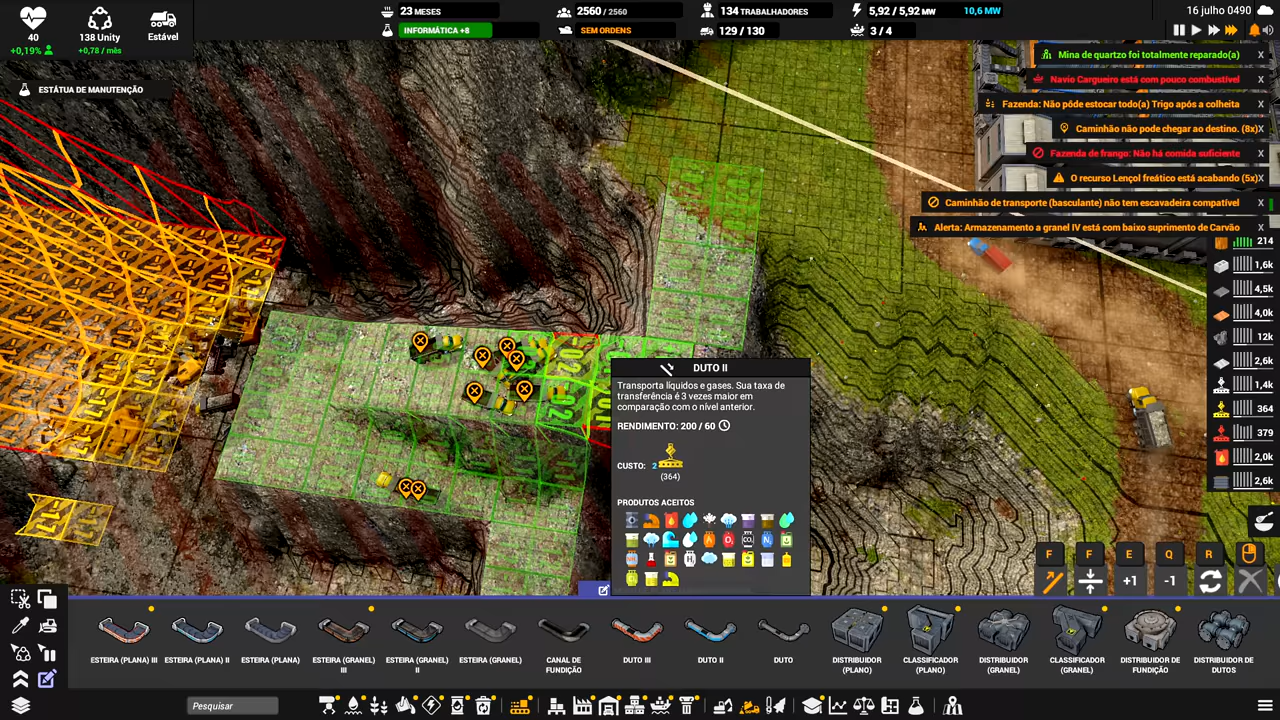 23 MESES
2560 / 2560
134 TRABALHADORES
5,92 / 5,92 MW
10,6 MW
16 julho 0490
40
138 Unity
Estável
+0,19%
+0,78 / mês
INFORMÁTICA +8
SEM ORDENS
129 / 130
3 / 4
ESTÁTUA DE MANUTENÇÃO
Mina de quartzo foi totalmente reparado(a) X
Navio Cargueiro está com pouco combustível X
Fazenda: Não pôde estocar todo(a) Trigo após a colheita X
Caminhão não pode chegar ao destino. (8x)X
Fazenda de frango: Não há comida suficiente X
O recurso Lençol freático está acabando (5x)X
Caminhão de transporte (basculante) não tem escavadeira compatível X
Alerta: Armazenamento a granel IV está com baixo suprimento de Carvão X
214
1,6k
4,5k
4,0k
12k
2,6k
1,4k
364
379
2,0k
2,6k
DUTO II
Transporta líquidos e gases. Sua taxa de
transferência é 3 vezes maior em
comparação com o nível anterior.
RENDIMENTO: 200 / 60
CUSTO: 2
(364)
PRODUTOS ACEITOS
F F E Q R
+1 -1
ESTEIRA (PLANA) III
ESTEIRA (PLANA) II
ESTEIRA (PLANA)
ESTEIRA (GRANEL) III
ESTEIRA (GRANEL) II
ESTEIRA (GRANEL)
CANAL DE FUNDIÇÃO
DUTO III
DUTO II
DUTO
DISTRIBUIDOR (PLANO)
CLASSIFICADOR (PLANO)
DISTRIBUIDOR (GRANEL)
CLASSIFICADOR (GRANEL)
DISTRIBUIDOR DE FUNDIÇÃO
DISTRIBUIDOR DE DUTOS
Pesquisar